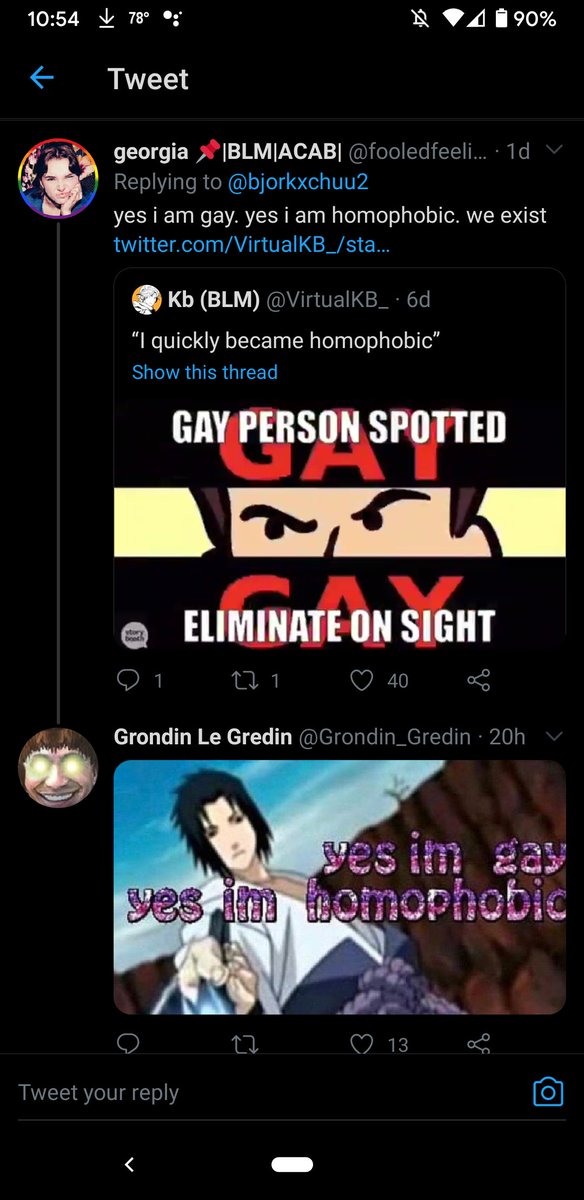 10:54 78° 90%
Tweet
georgia |BLM|ACAB| @fooledfeeli... · 1d
Replying to @bjorkxchuu2
yes i am gay. yes i am homophobic. we exist
twitter.com/VirtualKB_/sta...
Kb (BLM) @VirtualKB_ · 6d
“I quickly became homophobic”
Show this thread
GAY
GAY PERSON SPOTTED
GAY
ELIMINATE ON SIGHT
story
booth
1 1 40
Grondin Le Gredin @Grondin_Gredin · 20h
yes im gay
yes im homophobic
13
Tweet your reply